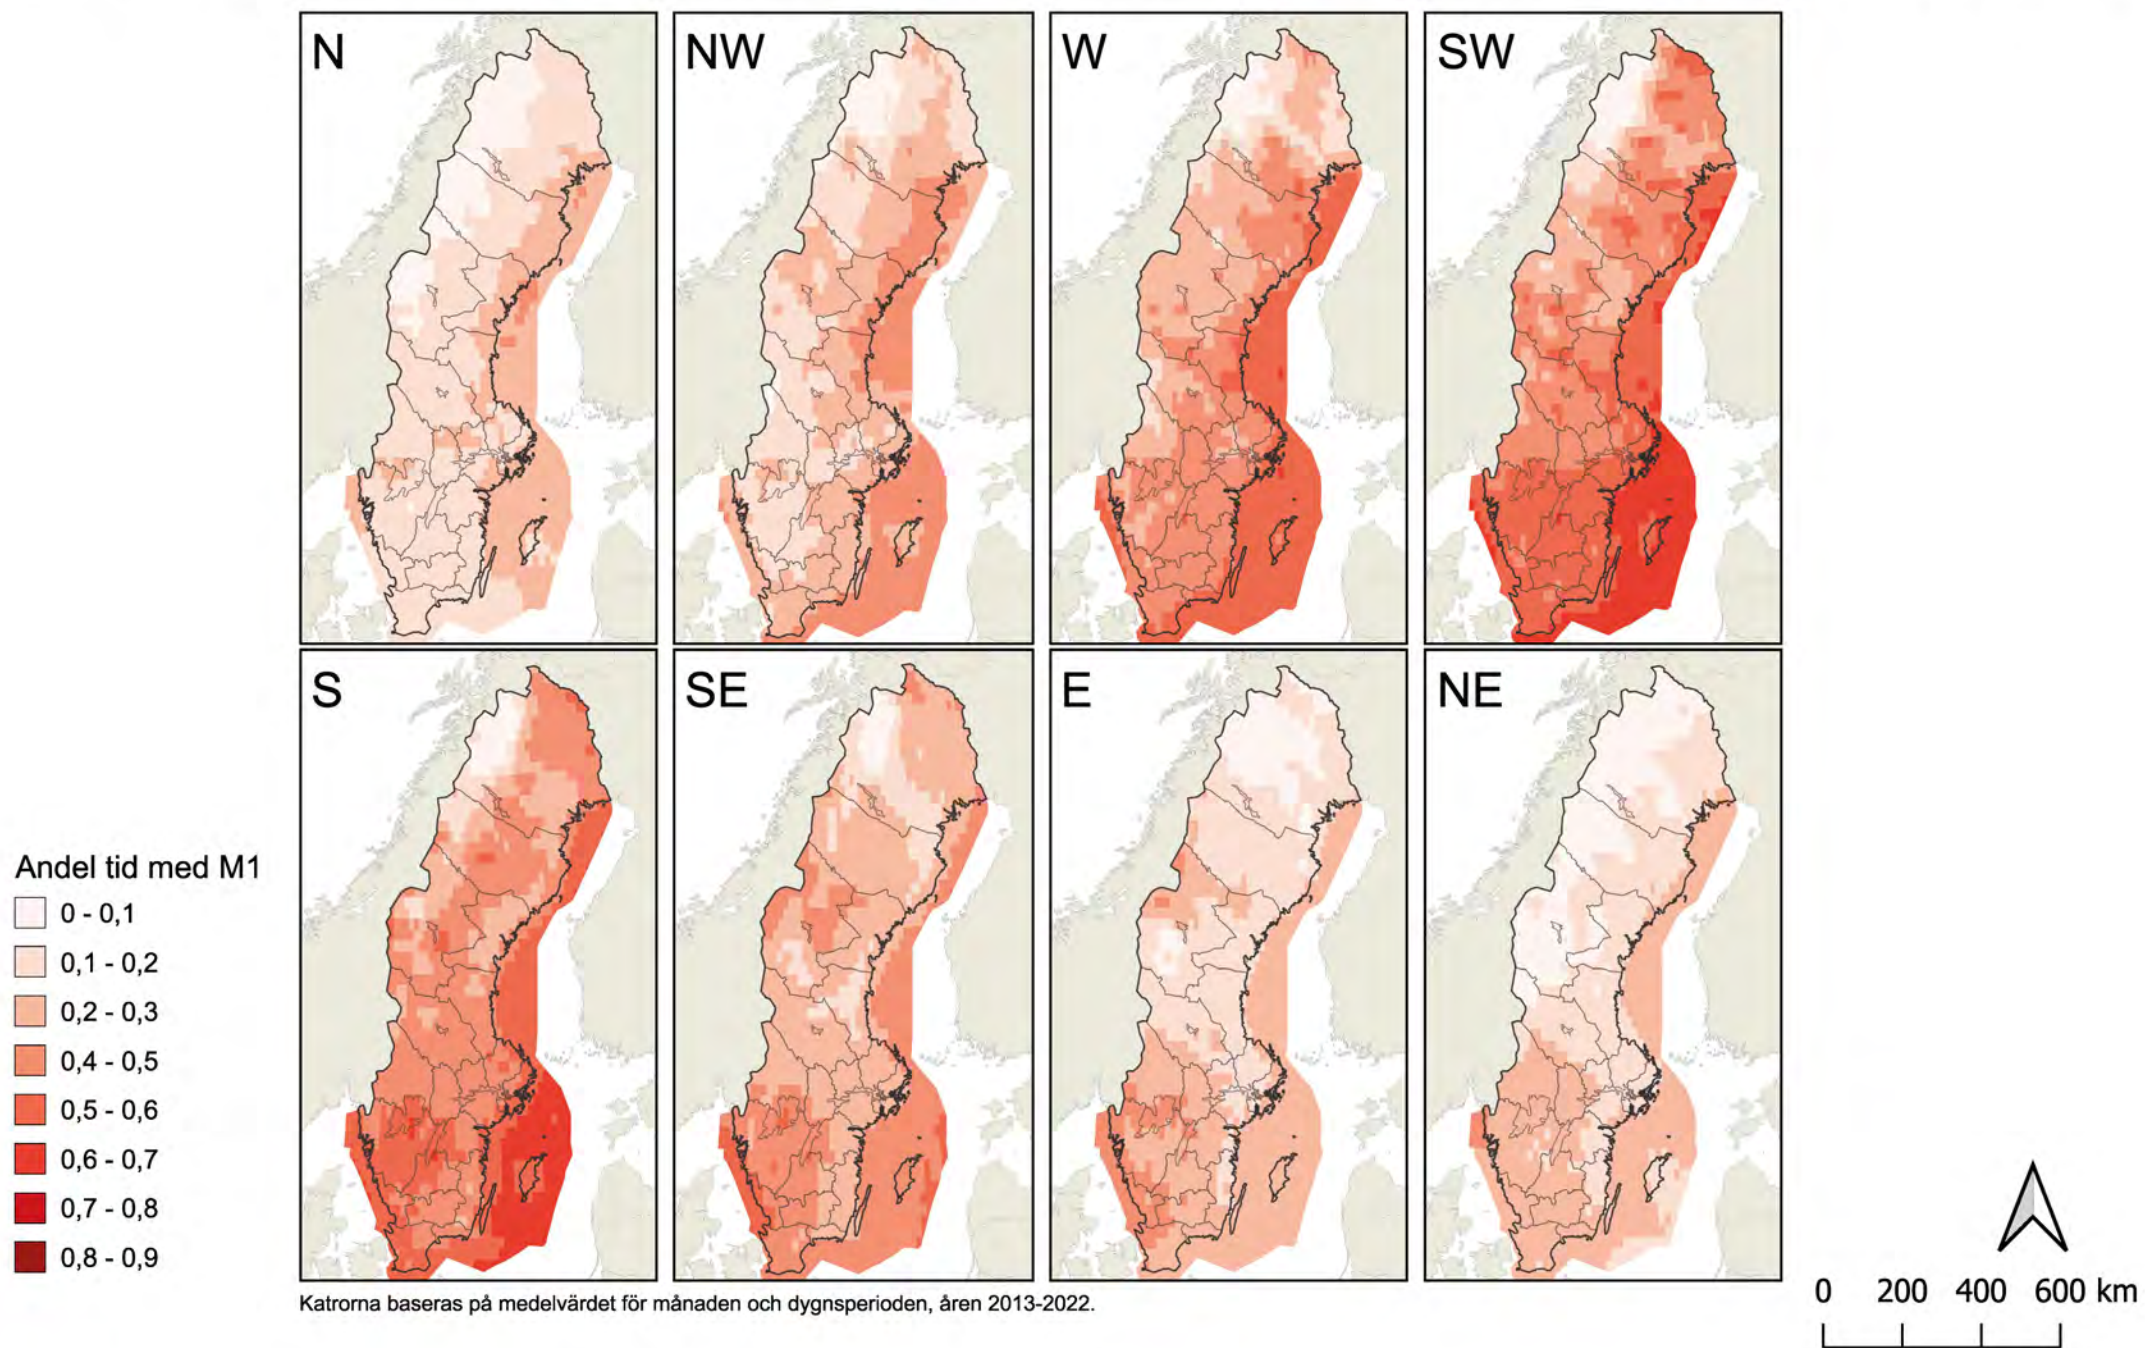 N
NW
W
SW
S
SE
E
NE
Andel tid med M1
0 - 0,1
0,1 - 0,2
0,2 - 0,3
0,4 - 0,5
0,5 - 0,6
0,6 - 0,7
0,7 - 0,8
0,8 - 0,9
Katrorna baseras på medelvärdet för månaden och dygnsperioden, åren 2013-2022.
0 200 400 600 km